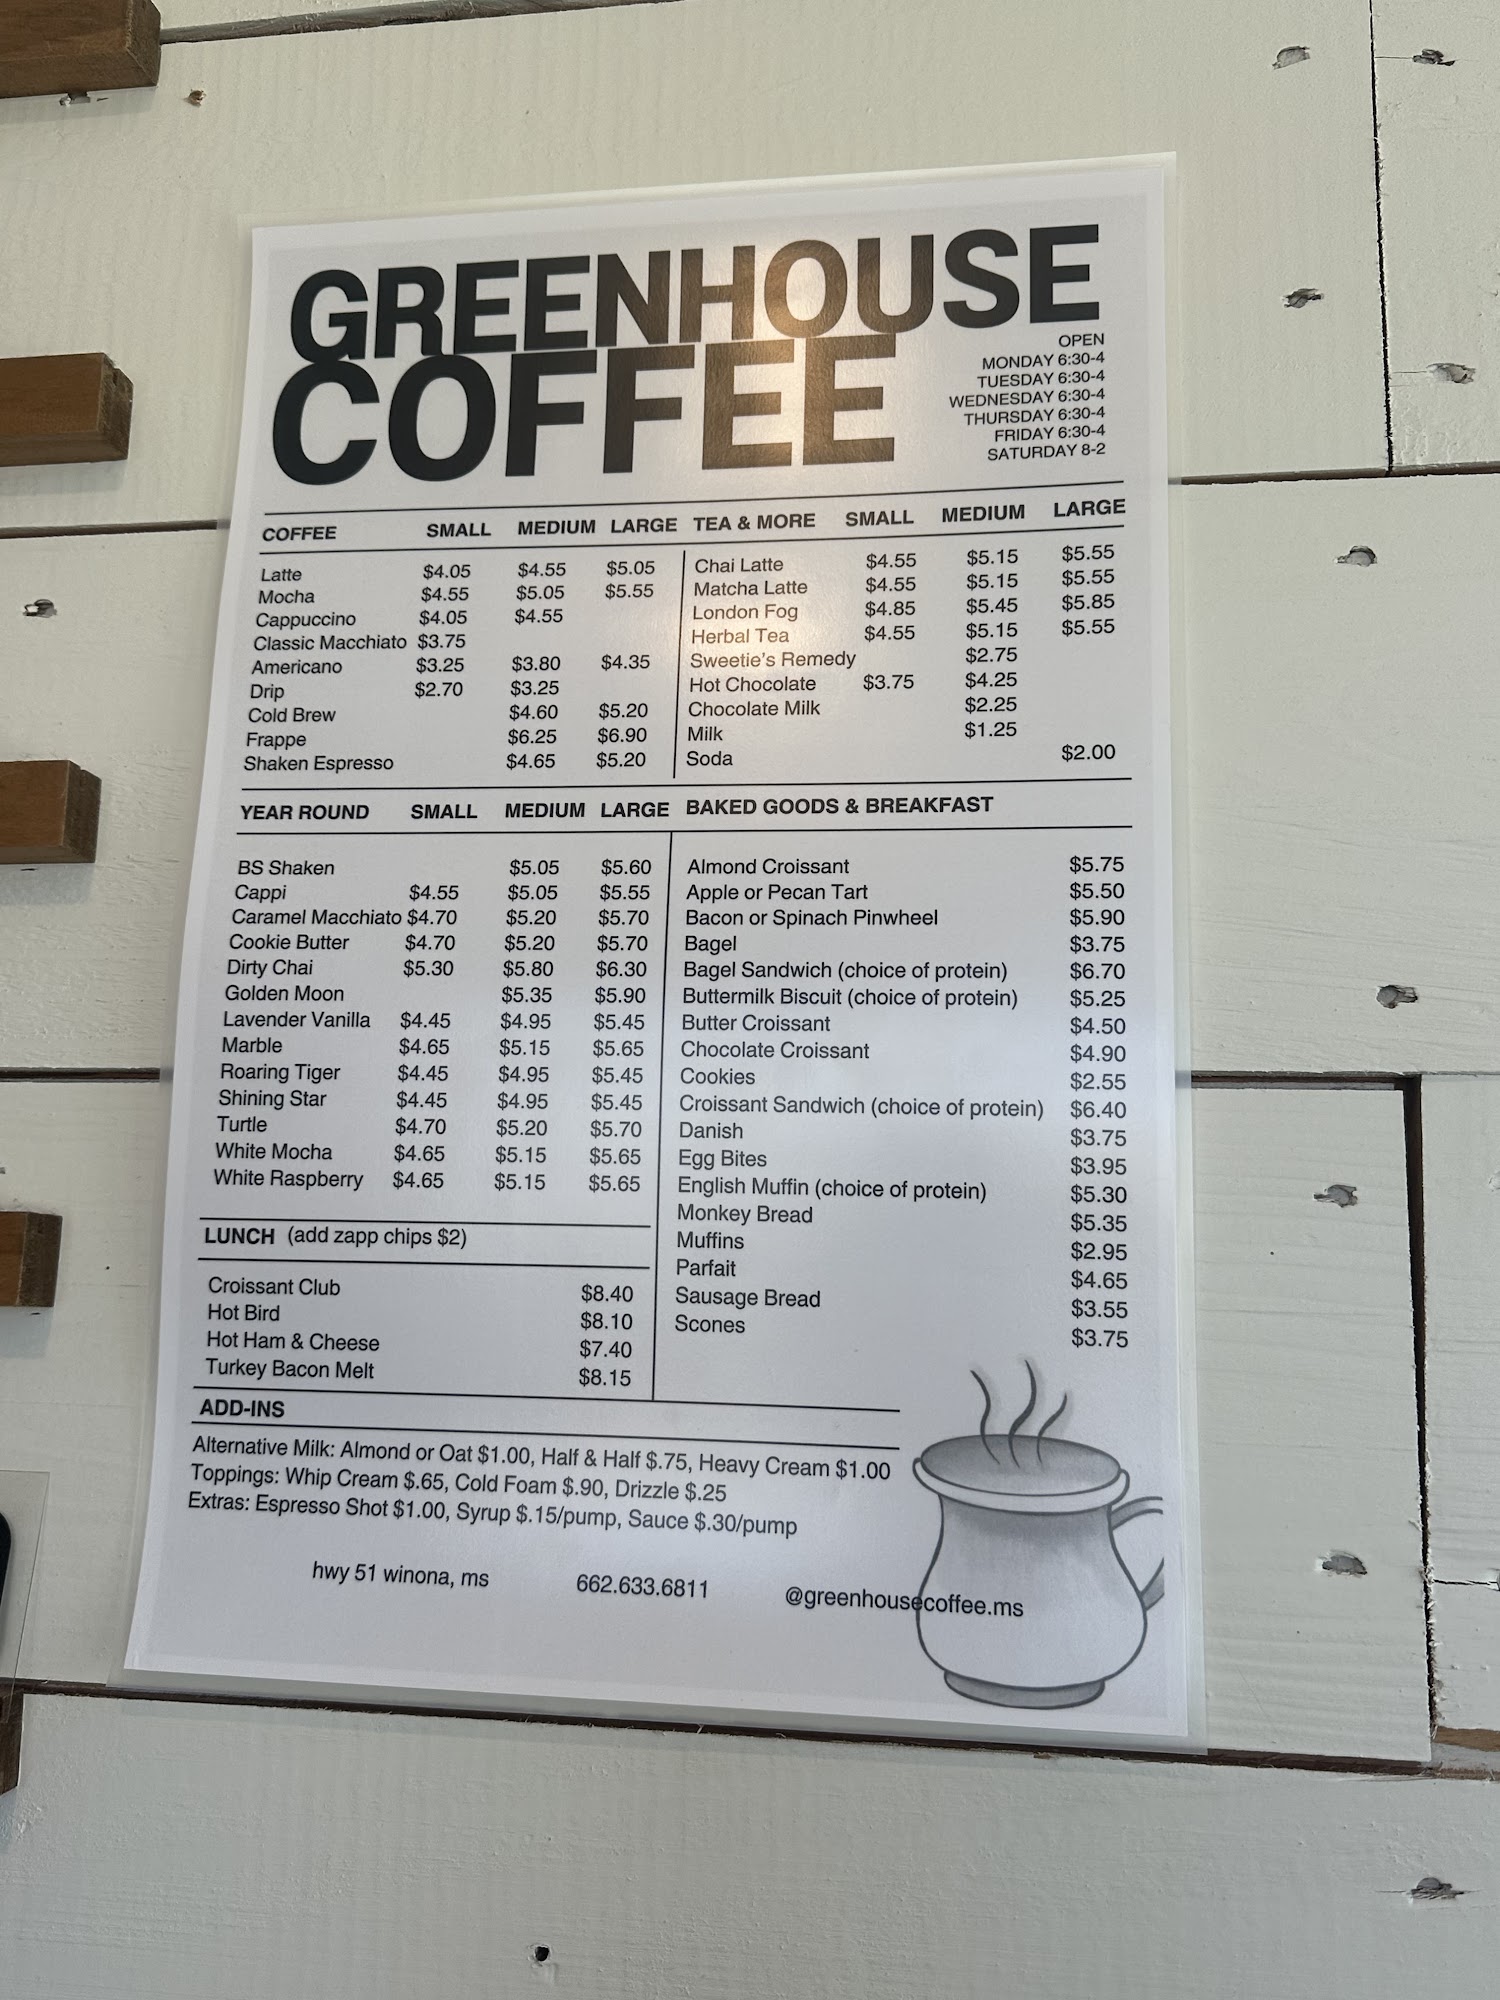 GREENHOUSE
COFFEE
OPEN
MONDAY 6:30-4
TUESDAY 6:30-4
WEDNESDAY 6:30-4
THURSDAY 6:30-4
FRIDAY 6:30-4
SATURDAY 8-2
COFFEE SMALL MEDIUM LARGE
Latte $4.05 $4.55 $5.05
Mocha $4.55 $5.05 $5.55
Cappuccino $4.05 $4.55
Classic Macchiato $3.75
Americano $3.25 $3.80 $4.35
Drip $2.70 $3.25
Cold Brew $4.60 $5.20
Frappe $6.25 $6.90
Shaken Espresso $4.65 $5.20
TEA & MORE SMALL MEDIUM LARGE
Chai Latte $4.55 $5.15 $5.55
Matcha Latte $4.55 $5.15 $5.55
London Fog $4.85 $5.45 $5.85
Herbal Tea $4.55 $5.15 $5.55
Sweetie's Remedy $2.75
Hot Chocolate $3.75 $4.25
Chocolate Milk $2.25
Milk $1.25
Soda $2.00
YEAR ROUND SMALL MEDIUM LARGE
BS Shaken $5.05 $5.60
Cappi $4.55 $5.05 $5.55
Caramel Macchiato $4.70 $5.20 $5.70
Cookie Butter $4.70 $5.20 $5.70
Dirty Chai $5.30 $5.80 $6.30
Golden Moon $5.35 $5.90
Lavender Vanilla $4.45 $4.95 $5.45
Marble $4.65 $5.15 $5.65
Roaring Tiger $4.45 $4.95 $5.45
Shining Star $4.45 $4.95 $5.45
Turtle $4.70 $5.20 $5.70
White Mocha $4.65 $5.15 $5.65
White Raspberry $4.65 $5.15 $5.65
BAKED GOODS & BREAKFAST
Almond Croissant $5.75
Apple or Pecan Tart $5.50
Bacon or Spinach Pinwheel $5.90
Bagel $3.75
Bagel Sandwich (choice of protein) $6.70
Buttermilk Biscuit (choice of protein) $5.25
Butter Croissant $4.50
Chocolate Croissant $4.90
Cookies $2.55
Croissant Sandwich (choice of protein) $6.40
Danish $3.75
Egg Bites $3.95
English Muffin (choice of protein) $5.30
Monkey Bread $5.35
Muffins $2.95
Parfait $4.65
Sausage Bread $3.55
Scones $3.75
LUNCH (add zapp chips $2)
Croissant Club $8.40
Hot Bird $8.10
Hot Ham & Cheese $7.40
Turkey Bacon Melt $8.15
ADD-INS
Alternative Milk: Almond or Oat $1.00, Half & Half $.75, Heavy Cream $1.00
Toppings: Whip Cream $.65, Cold Foam $.90, Drizzle $.25
Extras: Espresso Shot $1.00, Syrup $.15/pump, Sauce $.30/pump
hwy 51 winona, ms 662.633.6811 @greenhousecoffee.ms